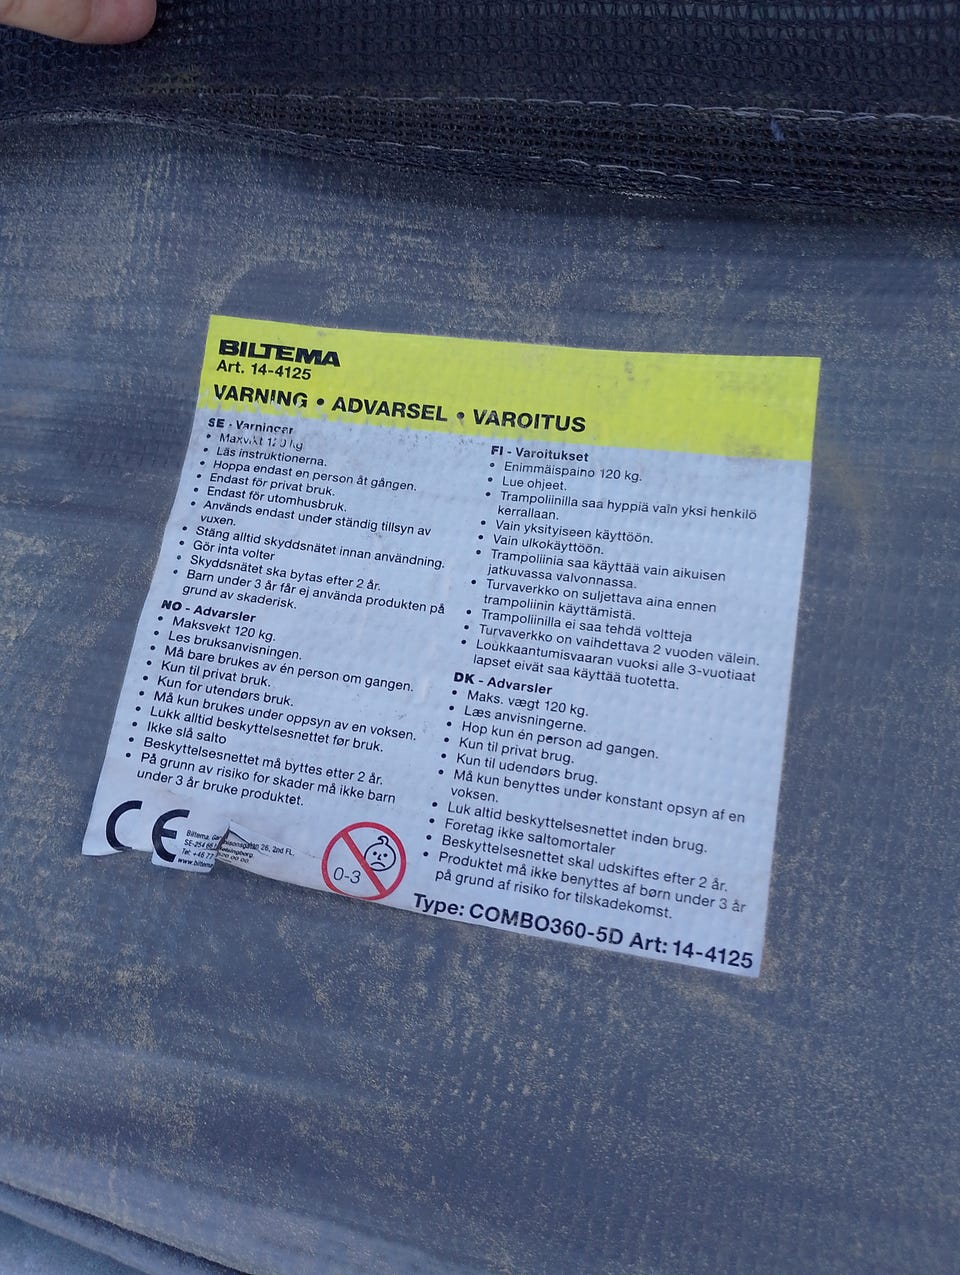 BILTEMA
Art. 14-4125
VARNING • ADVARSEL • VAROITUS
SE - Varningar
• Maxvikt 120 kg
• Läs instruktionerna.
• Hoppa endast en person åt gången.
• Endast för privat bruk.
• Endast för utomhusbruk.
• Används endast under ständig tillsyn av
vuxen.
• Stäng alltid skyddsnätet innan användning.
• Gör inta volter
• Skyddsnätet ska bytas efter 2 år.
• Barn under 3 år får ej använda produkten på
grund av skaderisk.
NO - Advarsler
• Maksvekt 120 kg.
• Les bruksanvisningen.
• Må bare brukes av én person om gangen.
• Kun til privat bruk.
• Kun for utendørs bruk.
• Må kun brukes under oppsyn av en voksen.
• Lukk alltid beskyttelsesnettet før bruk.
• Ikke slå salto
• Beskyttelsesnettet må byttes etter 2 år.
• På grunn av risiko for skader må ikke barn
under 3 år bruke produktet.
FI - Varoitukset
• Enimmäispaino 120 kg.
• Lue ohjeet.
• Trampoliinilla saa hyppiä vain yksi henkilö
kerrallaan.
• Vain yksityiseen käyttöön.
• Vain ulkokäyttöön.
• Trampoliinia saa käyttää vain aikuisen
jatkuvassa valvonnassa.
• Turvaverkko on suljettava aina ennen
trampoliinin käyttämistä.
• Trampoliinilla ei saa tehdä voltteja
• Turvaverkko on vaihdettava 2 vuoden välein.
• Loukkaantumisvaaran vuoksi alle 3-vuotiaat
lapset eivät saa käyttää tuotetta.
DK - Advarsler
• Maks. vægt 120 kg.
• Læs anvisningerne.
• Hop kun én person ad gangen.
• Kun til privat brug.
• Kun til udendørs brug.
• Må kun benyttes under konstant opsyn af en
voksen.
• Luk altid beskyttelsesnettet inden brug.
• Foretag ikke saltomortaler
• Beskyttelsesnettet skal udskiftes efter 2 år.
• Produktet må ikke benyttes af børn under 3 år
på grund af risiko for tilskadekomst.
CE
Biltema, 26, 2nd FL,
SE-254
Tel: +46 77
www.biltema
0-3
Type: COMBO360-5D Art: 14-4125